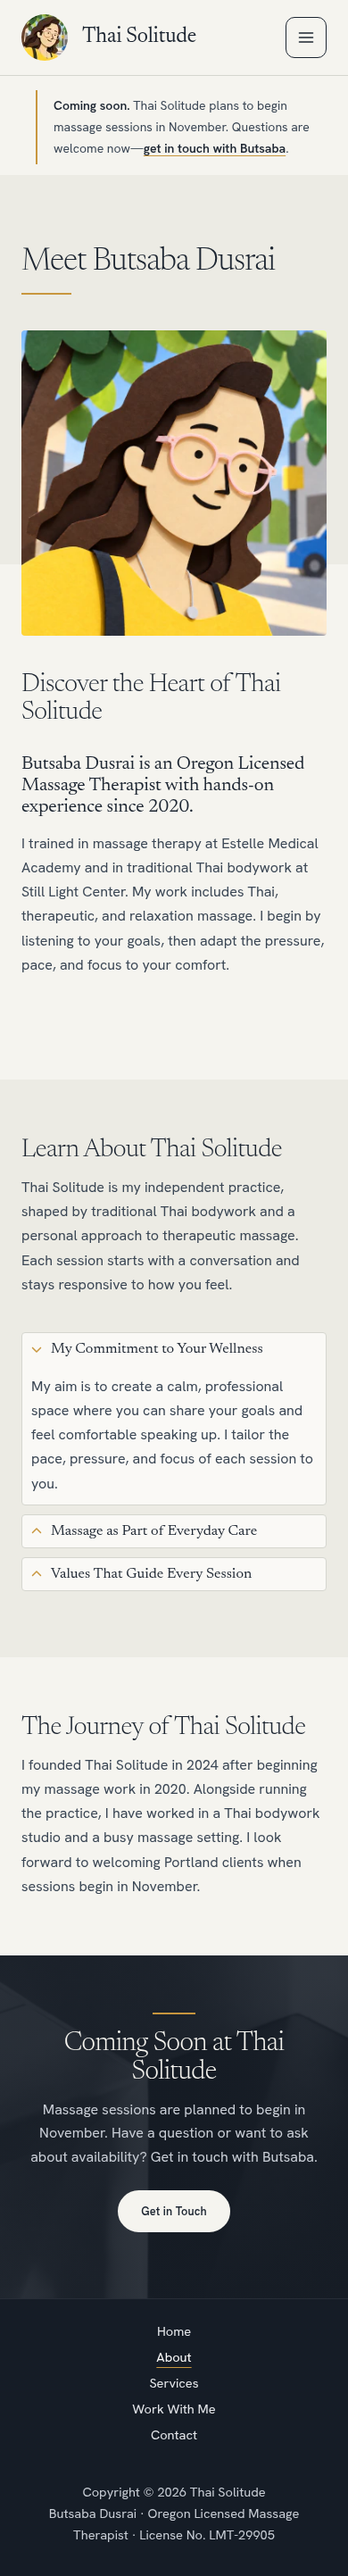 Thai Solitude
Coming soon. Thai Solitude plans to begin
massage sessions in November. Questions are
welcome now—get in touch with Butsaba.
Meet Butsaba Dusrai
Discover the Heart of Thai
Solitude
Butsaba Dusrai is an Oregon Licensed
Massage Therapist with hands-on
experience since 2020.
I trained in massage therapy at Estelle Medical
Academy and in traditional Thai bodywork at
Still Light Center. My work includes Thai,
therapeutic, and relaxation massage. I begin by
listening to your goals, then adapt the pressure,
pace, and focus to your comfort.
Learn About Thai Solitude
Thai Solitude is my independent practice,
shaped by traditional Thai bodywork and a
personal approach to therapeutic massage.
Each session starts with a conversation and
stays responsive to how you feel.
My Commitment to Your Wellness
My aim is to create a calm, professional
space where you can share your goals and
feel comfortable speaking up. I tailor the
pace, pressure, and focus of each session to
you.
Massage as Part of Everyday Care
Values That Guide Every Session
The Journey of Thai Solitude
I founded Thai Solitude in 2024 after beginning
my massage work in 2020. Alongside running
the practice, I have worked in a Thai bodywork
studio and a busy massage setting. I look
forward to welcoming Portland clients when
sessions begin in November.
Coming Soon at Thai
Solitude
Massage sessions are planned to begin in
November. Have a question or want to ask
about availability? Get in touch with Butsaba.
Get in Touch
Home
About
Services
Work With Me
Contact
Copyright © 2026 Thai Solitude
Butsaba Dusrai · Oregon Licensed Massage
Therapist · License No. LMT-29905